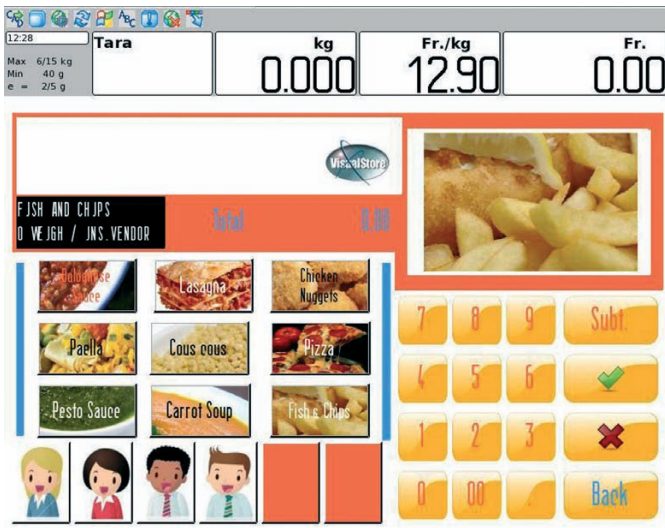 12:28
Max 6/15 kg
Min 40 g
e = 2/5 g
Tara
kg
0.000
Fr./kg
12.90
Fr.
0.00
VisualStore
FJSH AND CHJPS
O WEJGH / JNS.VENDOR
Total
0.00
Bolognese
Sauce
Lasagna
Chicken
Nuggets
Paella
Cous cous
Pizza
Pesto Sauce
Carrot Soup
Fish & Chips
7 8 9 Subt.
4 5 6
1 2 3
0 00 . Back